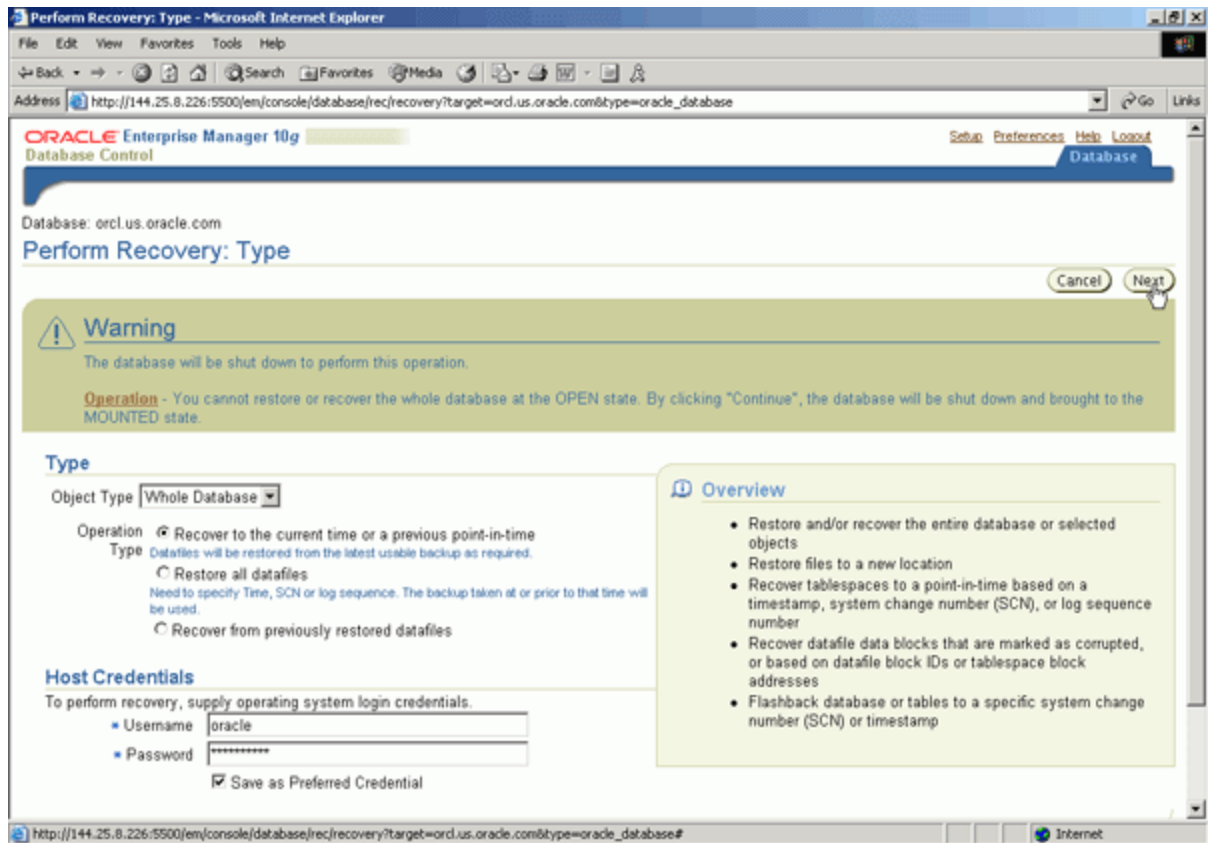 Perform Recovery: Type - Microsoft Internet Explorer
File Edit View Favorites Tools Help
Back Search Favorites Media
Address http://144.25.8.226:5500/em/console/database/rec/recovery?target=orcl.us.oracle.com&type=oracle_database Go Links
ORACLE Enterprise Manager 10g
Database Control
Setup Preferences Help Logout
Database
Database: orcl.us.oracle.com
Perform Recovery: Type
Cancel Next
Warning
The database will be shut down to perform this operation.
Operation - You cannot restore or recover the whole database at the OPEN state. By clicking "Continue", the database will be shut down and brought to the
MOUNTED state.
Type
Object Type Whole Database
Operation Type
Recover to the current time or a previous point-in-time
Datafiles will be restored from the latest usable backup as required.
Restore all datafiles
Need to specify Time, SCN or log sequence. The backup taken at or prior to that time will
be used.
Recover from previously restored datafiles
Host Credentials
To perform recovery, supply operating system login credentials.
* Username oracle
* Password **********
Save as Preferred Credential
Overview
• Restore and/or recover the entire database or selected
objects
• Restore files to a new location
• Recover tablespaces to a point-in-time based on a
timestamp, system change number (SCN), or log sequence
number
• Recover datafile data blocks that are marked as corrupted,
or based on datafile block IDs or tablespace block
addresses
• Flashback database or tables to a specific system change
number (SCN) or timestamp
http://144.25.8.226:5500/em/console/database/rec/recovery?target=orcl.us.oracle.com&type=oracle_database# Internet